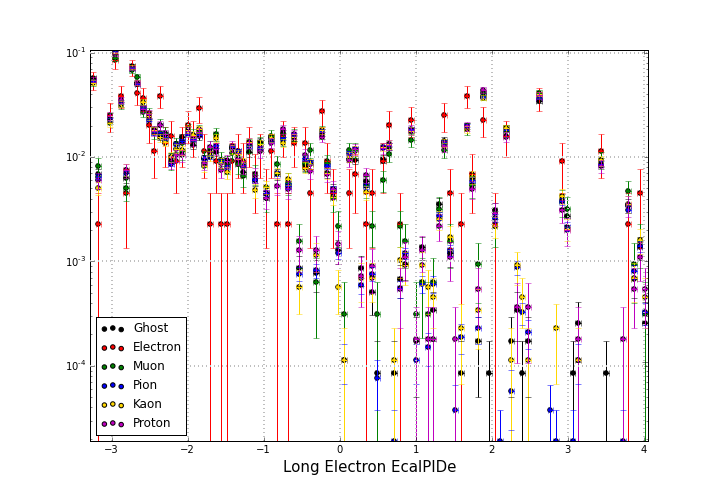 10⁻¹
10⁻²
10⁻³
10⁻⁴
Ghost
Electron
Muon
Pion
Kaon
Proton
−3 −2 −1 0 1 2 3 4
Long Electron EcalPIDe